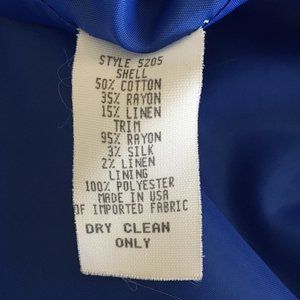 STYLE 5205
SHELL
50% COTTON
35% RAYON
15% LINEN
TRIM
95% RAYON
3% SILK
2% LINEN
LINING
100% POLYESTER
MADE IN USA
OF IMPORTED FABRIC
DRY CLEAN
ONLY